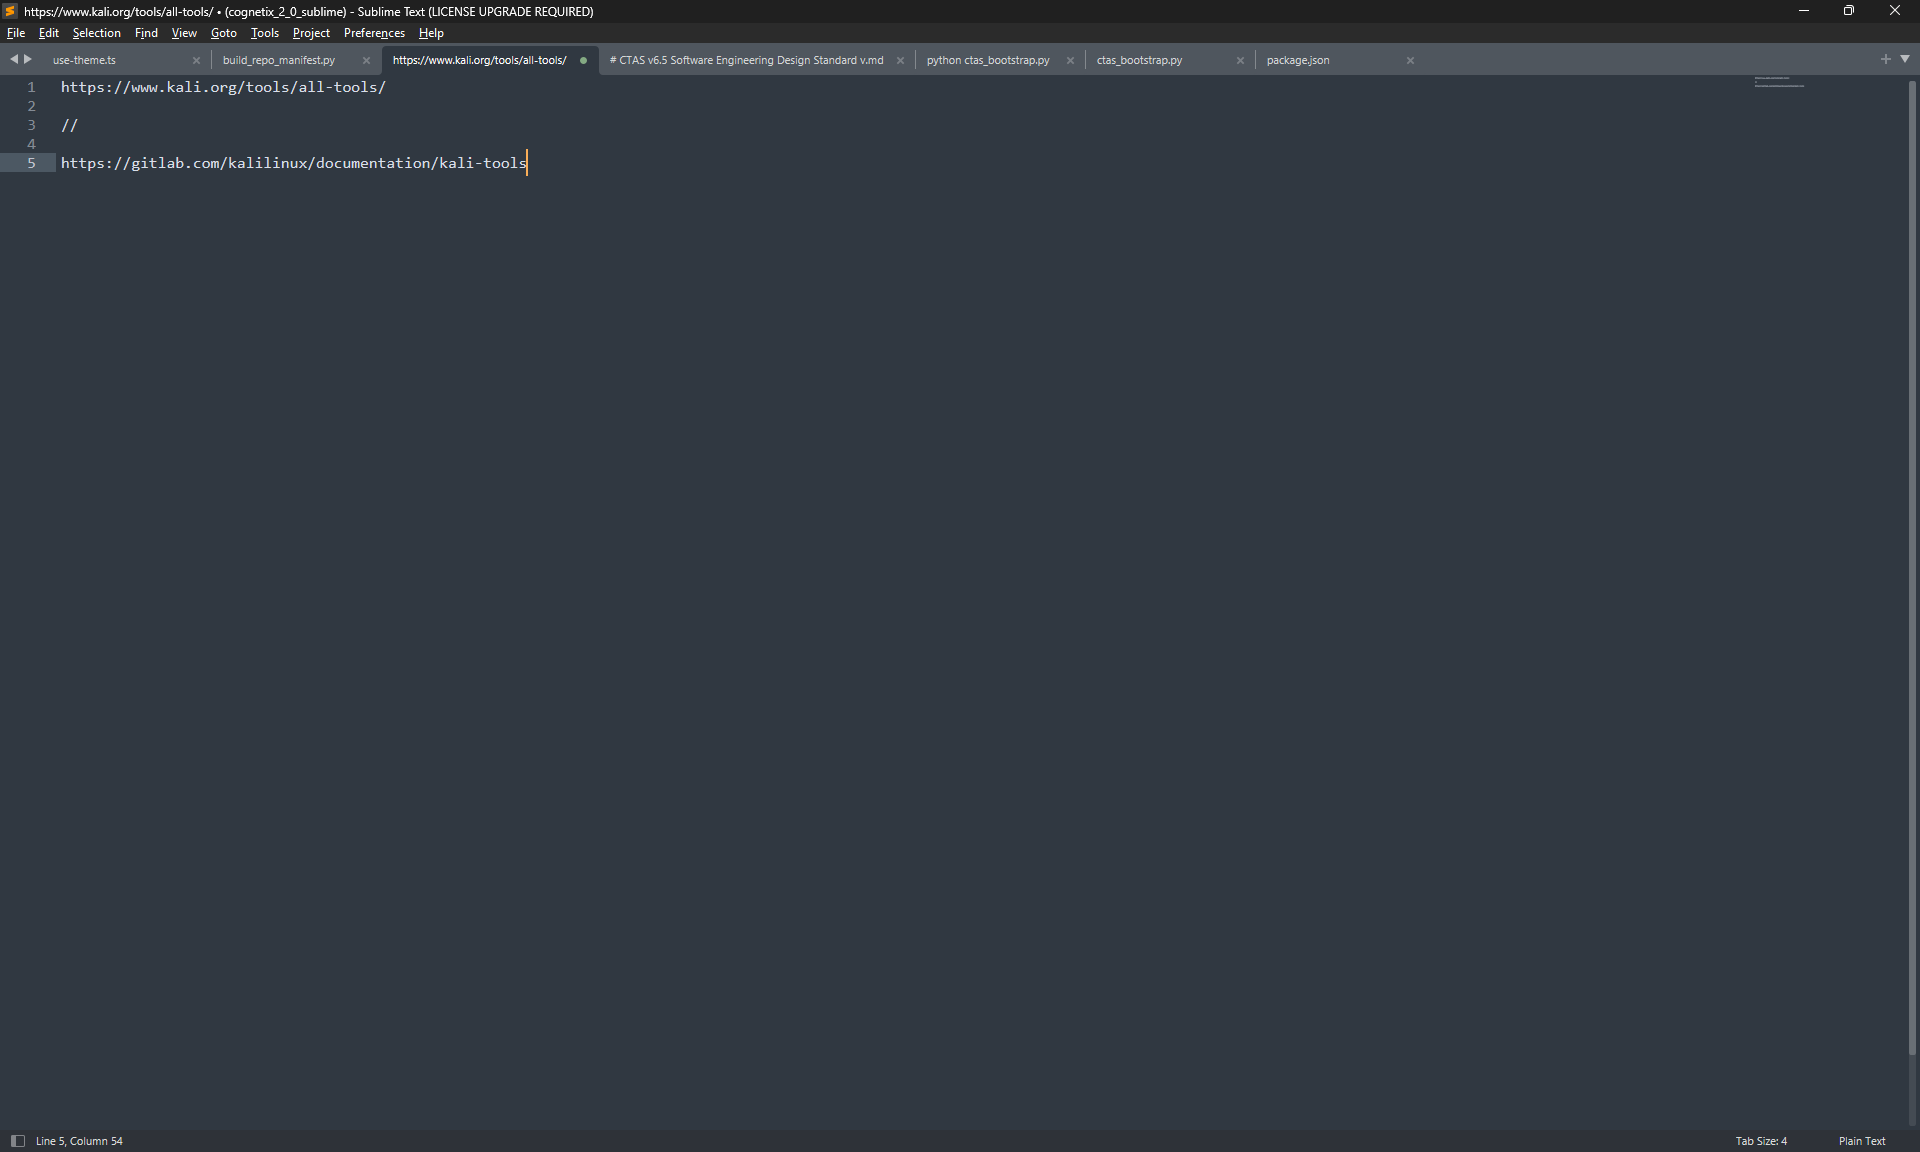 https://www.kali.org/tools/all-tools/ • (cognetix_2_0_sublime) - Sublime Text (LICENSE UPGRADE REQUIRED)
File Edit Selection Find View Goto Tools Project Preferences Help
use-theme.ts build_repo_manifest.py https://www.kali.org/tools/all-tools/ # CTAS v6.5 Software Engineering Design Standard v.md python ctas_bootstrap.py ctas_bootstrap.py package.json
1 https://www.kali.org/tools/all-tools/
2
3 //
4
5 https://gitlab.com/kalilinux/documentation/kali-tools
Line 5, Column 54 Tab Size: 4 Plain Text